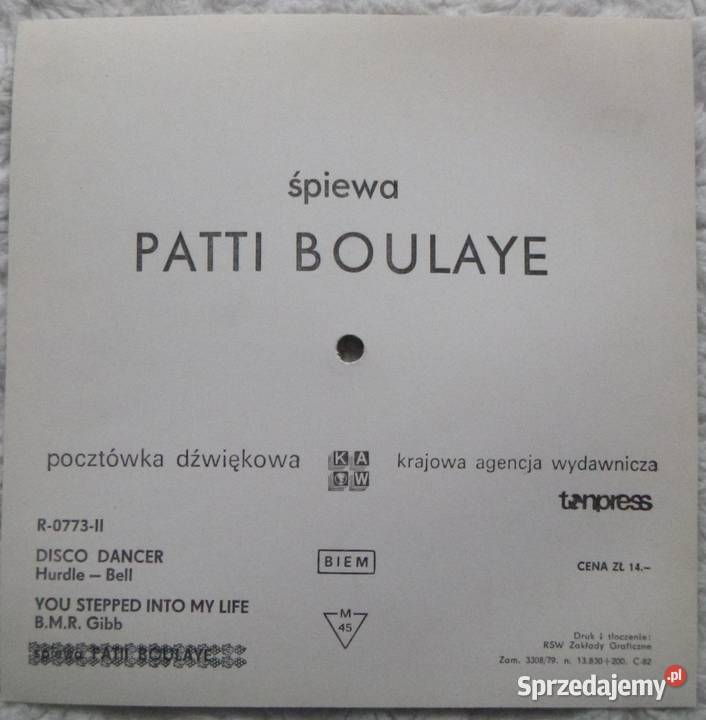 śpiewa
PATTI BOULAYE
pocztówka dźwiękowa
KAW
krajowa agencja wydawnicza
tonpress
R-0773-II
DISCO DANCER
Hurdle — Bell
YOU STEPPED INTO MY LIFE
B.M.R. Gibb
śpiewa PATTI BOULAYE
BIEM
M
45
CENA ZŁ 14.–
Druk i tłoczenie:
RSW Zakłady Graficzne
Zam. 3308/79. n. 13.830+200. C-82
Sprzedajemy.pl